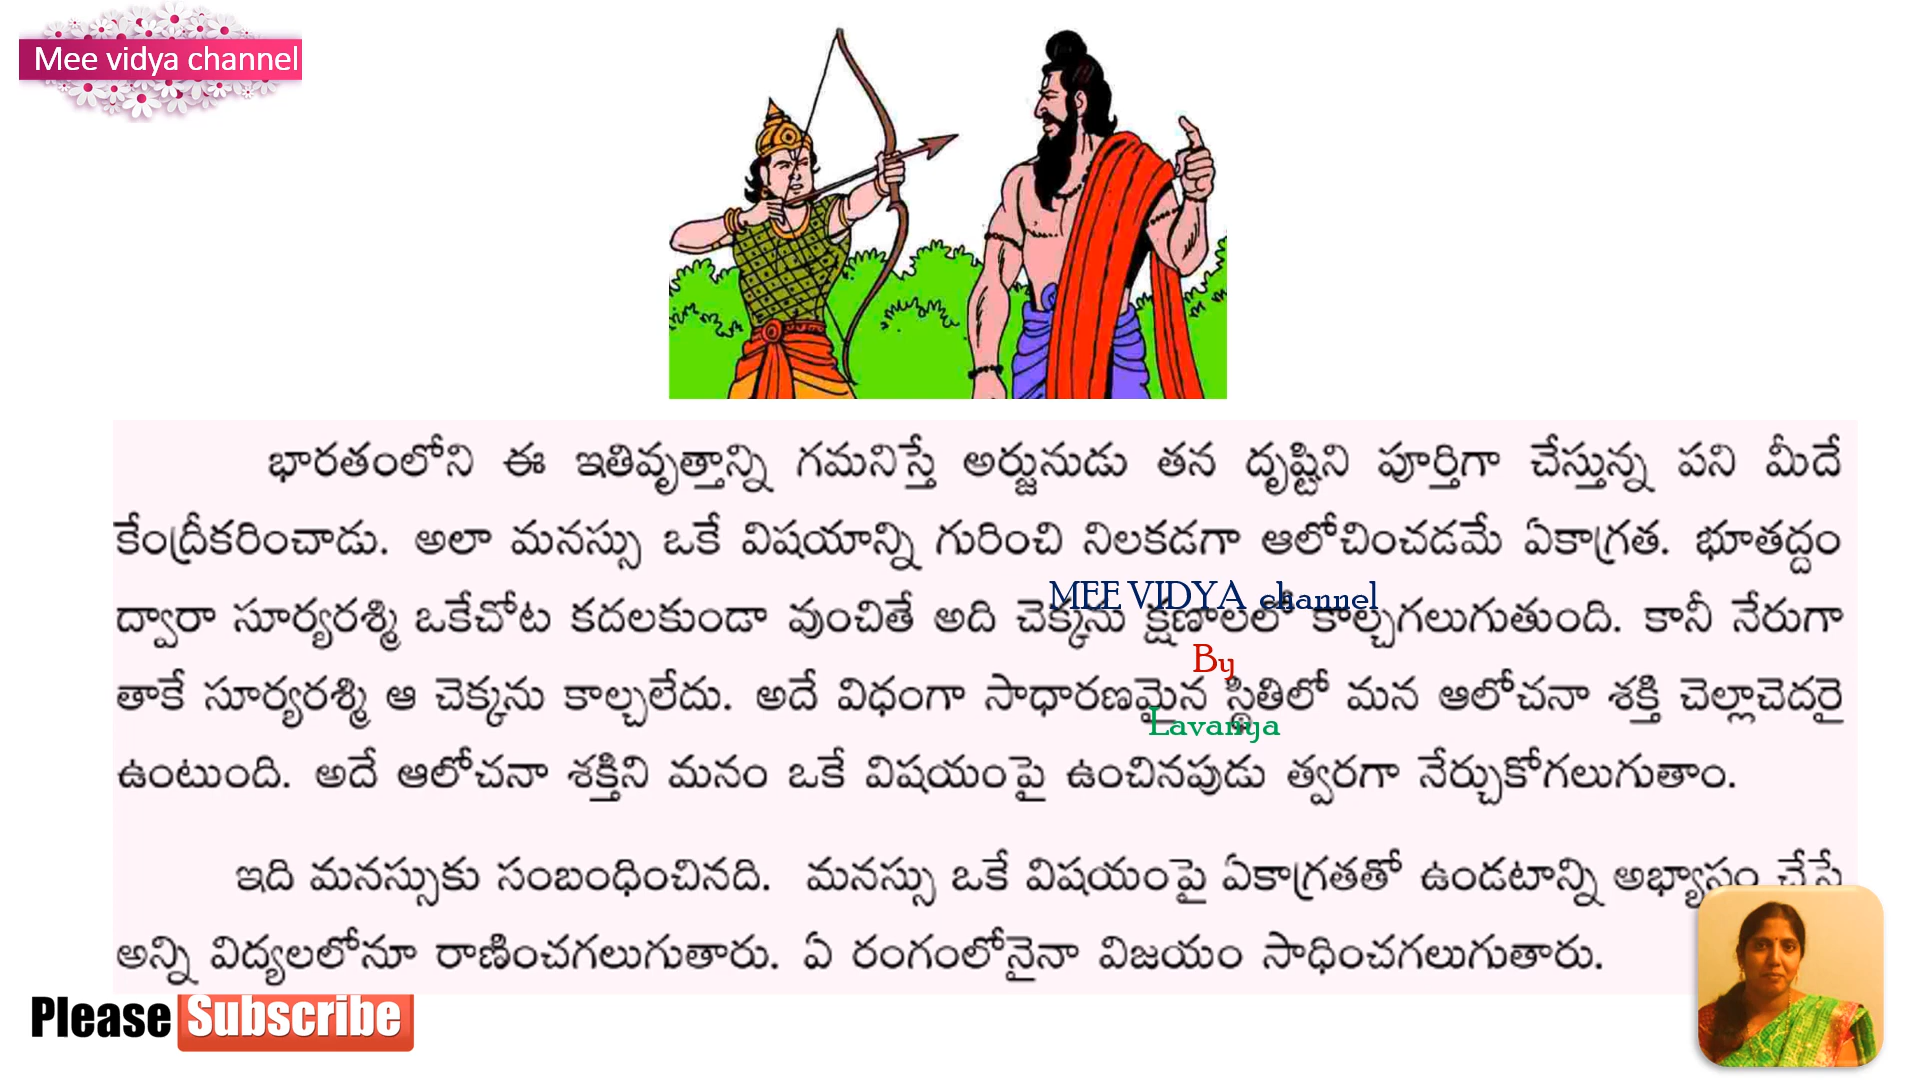 Mee vidya channel
భారతంలోని ఈ ఇతివృత్తాన్ని గమనిస్తే అర్జునుడు తన దృష్టిని పూర్తిగా చేస్తున్న పని మీదే
కేంద్రీకరించాడు. అలా మనస్సు ఒకే విషయాన్ని గురించి నిలకడగా ఆలోచించడమే ఏకాగ్రత. భూతద్దం
MEE VIDYA channel
ద్వారా సూర్యరశ్మి ఒకేచోట కదలకుండా వుంచితే అది చెక్కను క్షణాలలో కాల్చగలుగుతుంది. కానీ నేరుగా
By
తాకే సూర్యరశ్మి ఆ చెక్కను కాల్చలేదు. అదే విధంగా సాధారణమైన స్థితిలో మన ఆలోచనా శక్తి చెల్లాచెదరై
Lavanya
ఉంటుంది. అదే ఆలోచనా శక్తిని మనం ఒకే విషయంపై ఉంచినపుడు త్వరగా నేర్చుకోగలుగుతాం.
ఇది మనస్సుకు సంబంధించినది. మనస్సు ఒకే విషయంపై ఏకాగ్రతతో ఉండటాన్ని అభ్యాసం చేస్తే
అన్ని విద్యలలోనూ రాణించగలుగుతారు. ఏ రంగంలోనైనా విజయం సాధించగలుగుతారు.
Please Subscribe